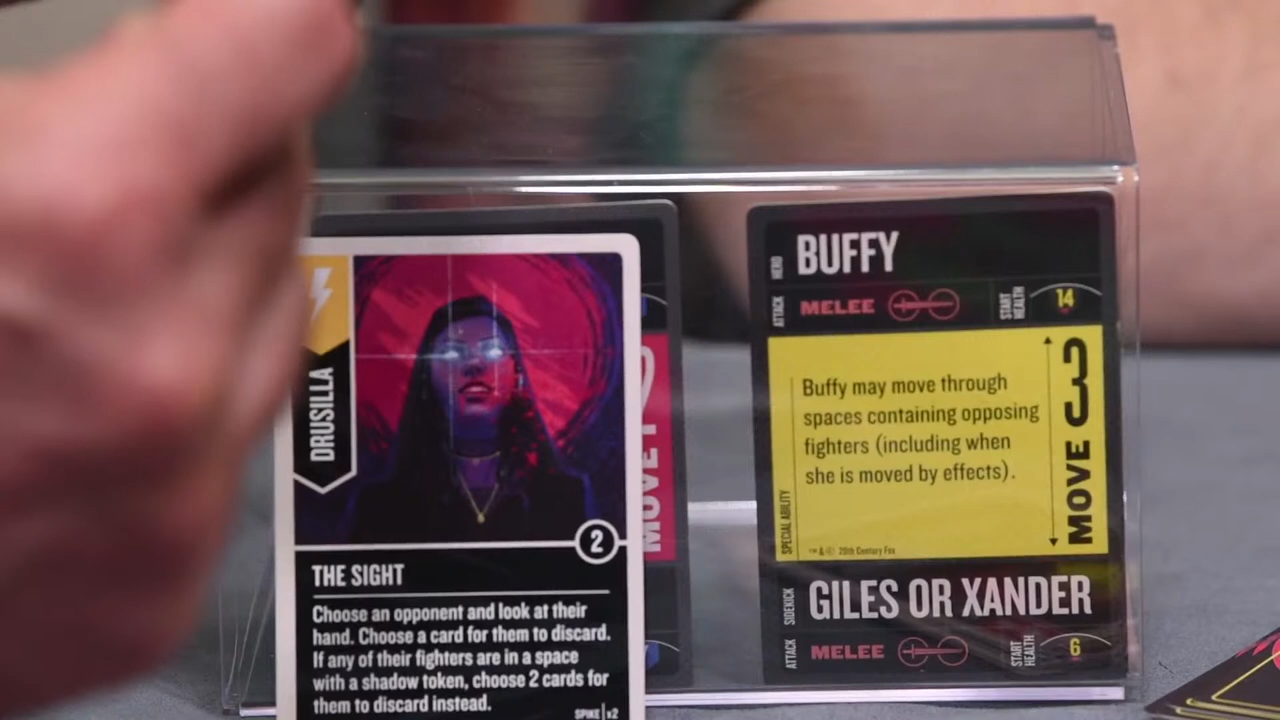 DRUSILLA
2
THE SIGHT
Choose an opponent and look at their
hand. Choose a card for them to discard.
If any of their fighters are in a space
with a shadow token, choose 2 cards for
them to discard instead.
SPIKE | x2
MOVE
HERO
BUFFY
ATTACK
MELEE
START
HEALTH
14
Buffy may move through
spaces containing opposing
fighters (including when
she is moved by effects).
SPECIAL ABILITY
MOVE 3
20th Century Fox
SIDEKICK
GILES OR XANDER
ATTACK
MELEE
START
HEALTH
6